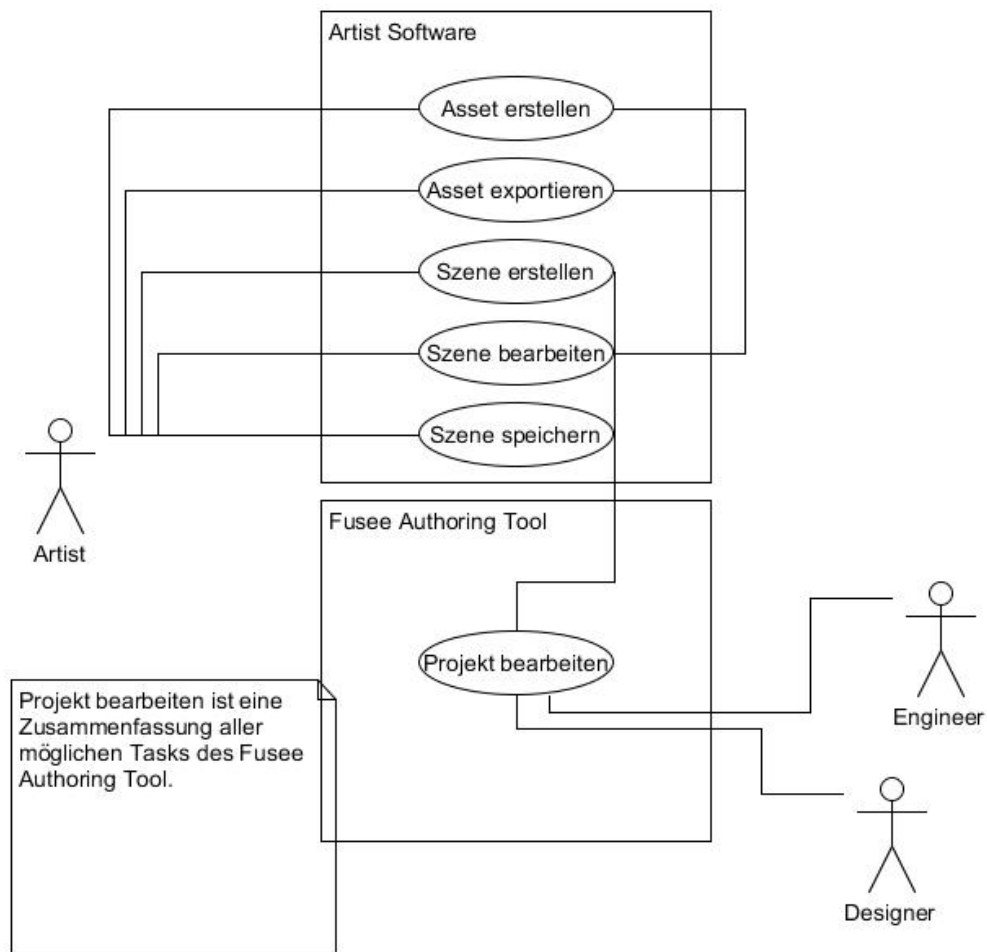 Artist Software
Asset erstellen
Asset exportieren
Szene erstellen
Szene bearbeiten
Szene speichern
Artist
Fusee Authoring Tool
Projekt bearbeiten
Projekt bearbeiten ist eine
Zusammenfassung aller
möglichen Tasks des Fusee
Authoring Tool.
Engineer
Designer